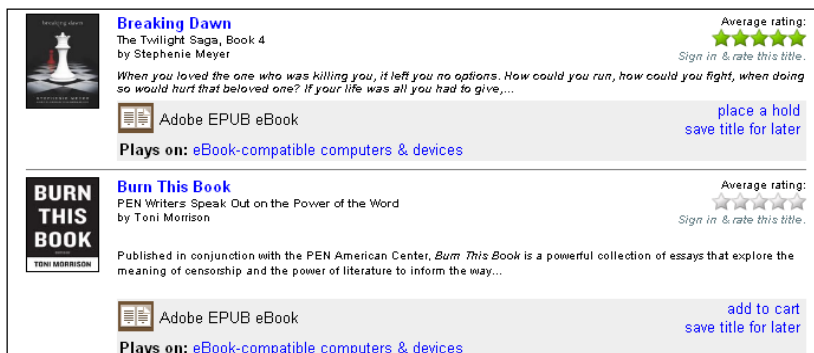 breaking dawn
STEPHENIE MEYER
Breaking Dawn
The Twilight Saga, Book 4
by Stephenie Meyer
Average rating:
Sign in & rate this title.
When you loved the one who was killing you, it left you no options. How could you run, how could you fight, when doing
so would hurt that beloved one? If your life was all you had to give,...
Adobe EPUB eBook
place a hold
save title for later
Plays on: eBook-compatible computers & devices
BURN
THIS
BOOK
TONI MORRISON
Burn This Book
PEN Writers Speak Out on the Power of the Word
by Toni Morrison
Average rating:
Sign in & rate this title.
Published in conjunction with the PEN American Center, Burn This Book is a powerful collection of essays that explore the
meaning of censorship and the power of literature to inform the way...
Adobe EPUB eBook
add to cart
save title for later
Plays on: eBook-compatible computers & devices